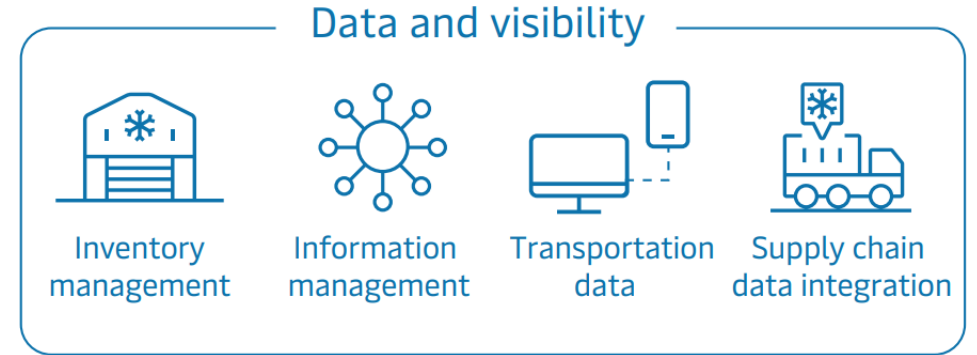 Data and visibility
Inventory
management
Information
management
Transportation
data
Supply chain
data integration